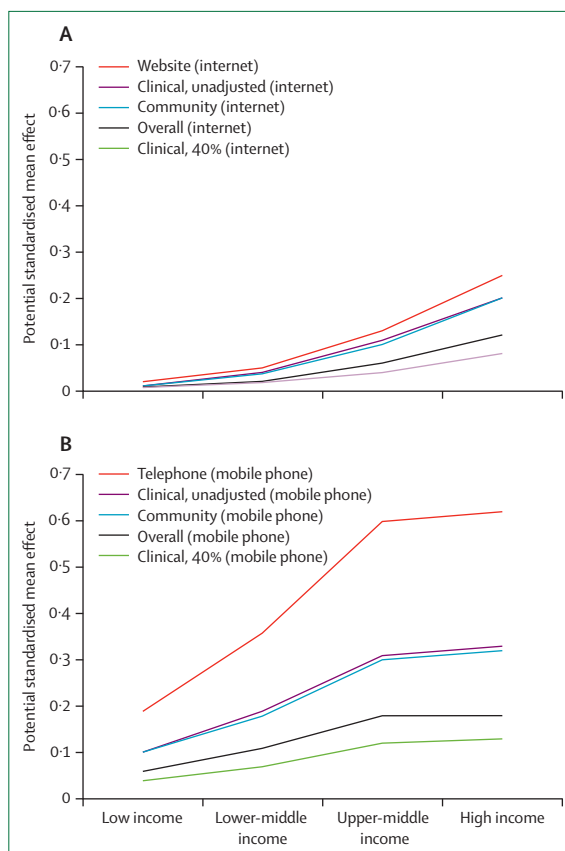 A
0·7
0·6
0·5
0·4
0·3
0·2
0·1
0
Potential standardised mean effect
Website (internet)
Clinical, unadjusted (internet)
Community (internet)
Overall (internet)
Clinical, 40% (internet)
B
0·7
0·6
0·5
0·4
0·3
0·2
0·1
0
Potential standardised mean effect
Telephone (mobile phone)
Clinical, unadjusted (mobile phone)
Community (mobile phone)
Overall (mobile phone)
Clinical, 40% (mobile phone)
Low income
Lower-middle
income
Upper-middle
income
High income